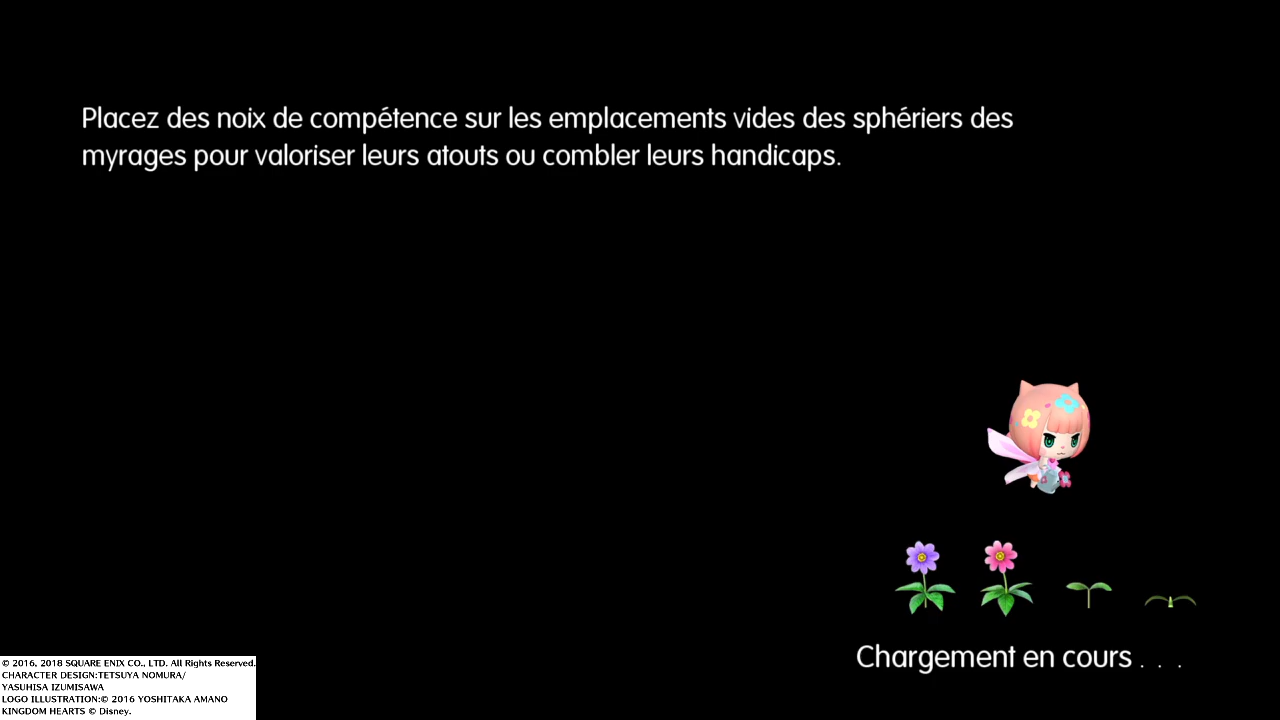 Placez des noix de compétence sur les emplacements vides des sphériers des
myrages pour valoriser leurs atouts ou combler leurs handicaps.
Chargement en cours . . .
© 2016, 2018 SQUARE ENIX CO., LTD. All Rights Reserved.
CHARACTER DESIGN:TETSUYA NOMURA/
YASUHISA IZUMISAWA
LOGO ILLUSTRATION:© 2016 YOSHITAKA AMANO
KINGDOM HEARTS © Disney.